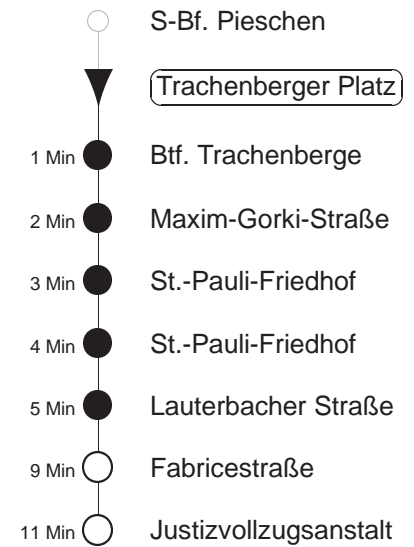 S-Bf. Pieschen
Trachenberger Platz
1 Min Btf. Trachenberge
2 Min Maxim-Gorki-Straße
3 Min St.-Pauli-Friedhof
4 Min St.-Pauli-Friedhof
5 Min Lauterbacher Straße
9 Min Fabricestraße
11 Min Justizvollzugsanstalt